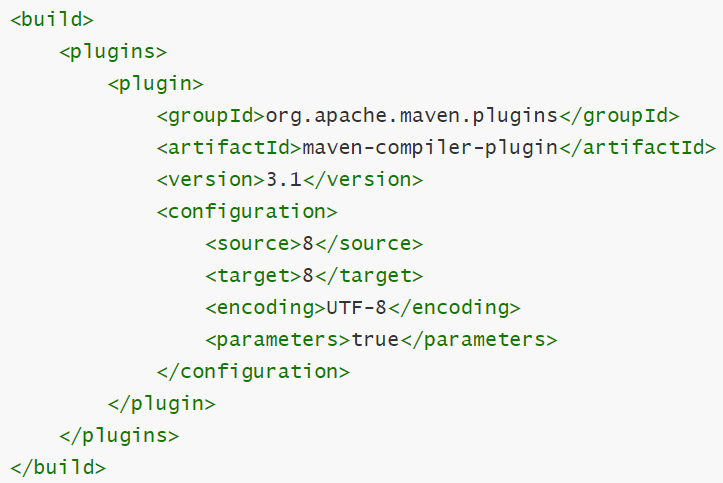 <build>
    <plugins>
        <plugin>
            <groupId>org.apache.maven.plugins</groupId>
            <artifactId>maven-compiler-plugin</artifactId>
            <version>3.1</version>
            <configuration>
                <source>8</source>
                <target>8</target>
                <encoding>UTF-8</encoding>
                <parameters>true</parameters>
            </configuration>
        </plugin>
    </plugins>
</build>